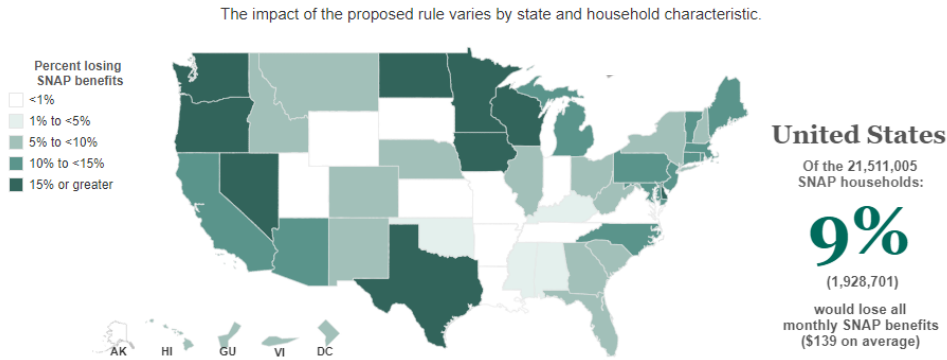 The impact of the proposed rule varies by state and household characteristic.
Percent losing
SNAP benefits
<1%
1% to <5%
5% to <10%
10% to <15%
15% or greater
AK
HI
GU
VI
DC
United States
Of the 21,511,005
SNAP households:
9%
(1,928,701)
would lose all
monthly SNAP benefits
($139 on average)